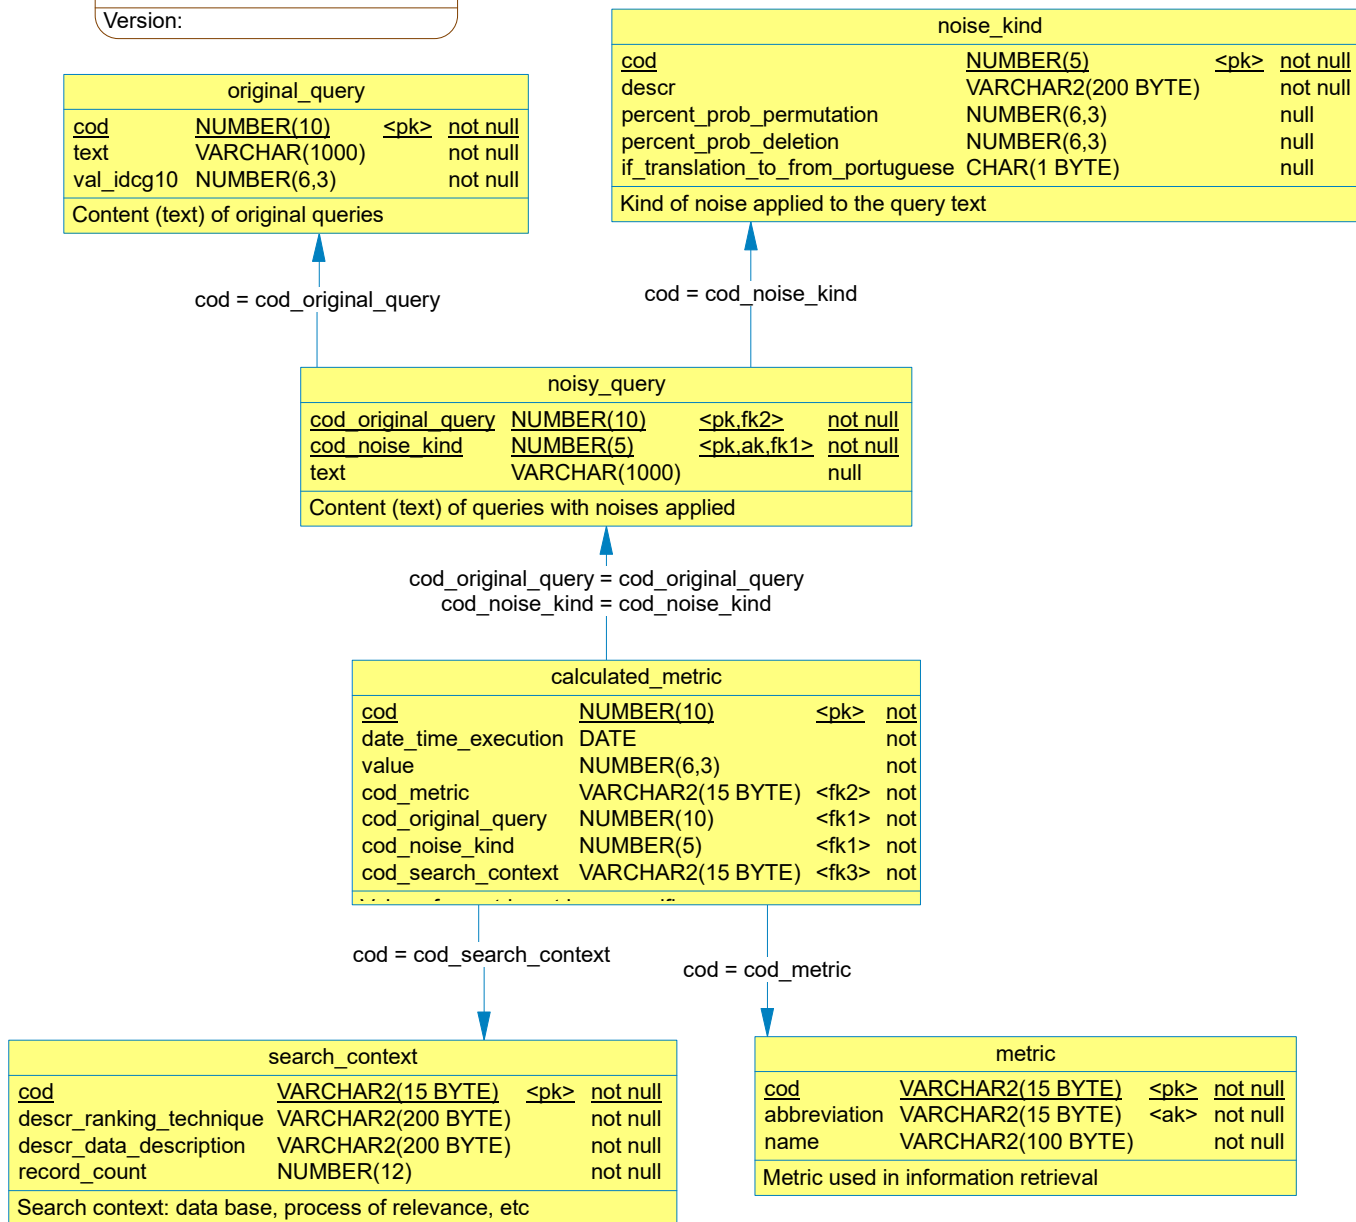 Version:
noise_kind
cod NUMBER(5) <pk> not null
descr VARCHAR2(200 BYTE) not null
percent_prob_permutation NUMBER(6,3) null
percent_prob_deletion NUMBER(6,3) null
if_translation_to_from_portuguese CHAR(1 BYTE) null
Kind of noise applied to the query text
original_query
cod NUMBER(10) <pk> not null
text VARCHAR(1000) not null
val_idcg10 NUMBER(6,3) not null
Content (text) of original queries
cod = cod_original_query
cod = cod_noise_kind
noisy_query
cod_original_query NUMBER(10) <pk,fk2> not null
cod_noise_kind NUMBER(5) <pk,ak,fk1> not null
text VARCHAR(1000) null
Content (text) of queries with noises applied
cod_original_query = cod_original_query
cod_noise_kind = cod_noise_kind
calculated_metric
cod NUMBER(10) <pk> not
date_time_execution DATE not
value NUMBER(6,3) not
cod_metric VARCHAR2(15 BYTE) <fk2> not
cod_original_query NUMBER(10) <fk1> not
cod_noise_kind NUMBER(5) <fk1> not
cod_search_context VARCHAR2(15 BYTE) <fk3> not
cod = cod_search_context
cod = cod_metric
search_context
cod VARCHAR2(15 BYTE) <pk> not null
descr_ranking_technique VARCHAR2(200 BYTE) not null
descr_data_description VARCHAR2(200 BYTE) not null
record_count NUMBER(12) not null
Search context: data base, process of relevance, etc
metric
cod VARCHAR2(15 BYTE) <pk> not null
abbreviation VARCHAR2(15 BYTE) <ak> not null
name VARCHAR2(100 BYTE) not null
Metric used in information retrieval